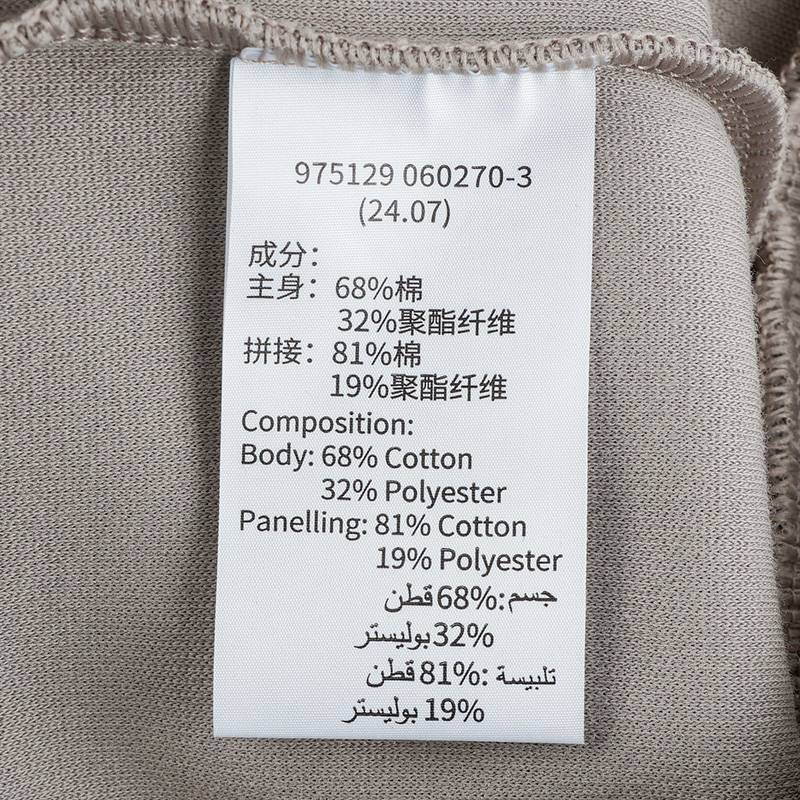 975129 060270-3
(24.07)
成分：
主身：68%棉
32%聚酯纤维
拼接：81%棉
19%聚酯纤维
Composition:
Body: 68% Cotton
32% Polyester
Panelling: 81% Cotton
19% Polyester
جسم:68% قطن
32% بوليستر
تلبيسة :81% قطن
19% بوليستر